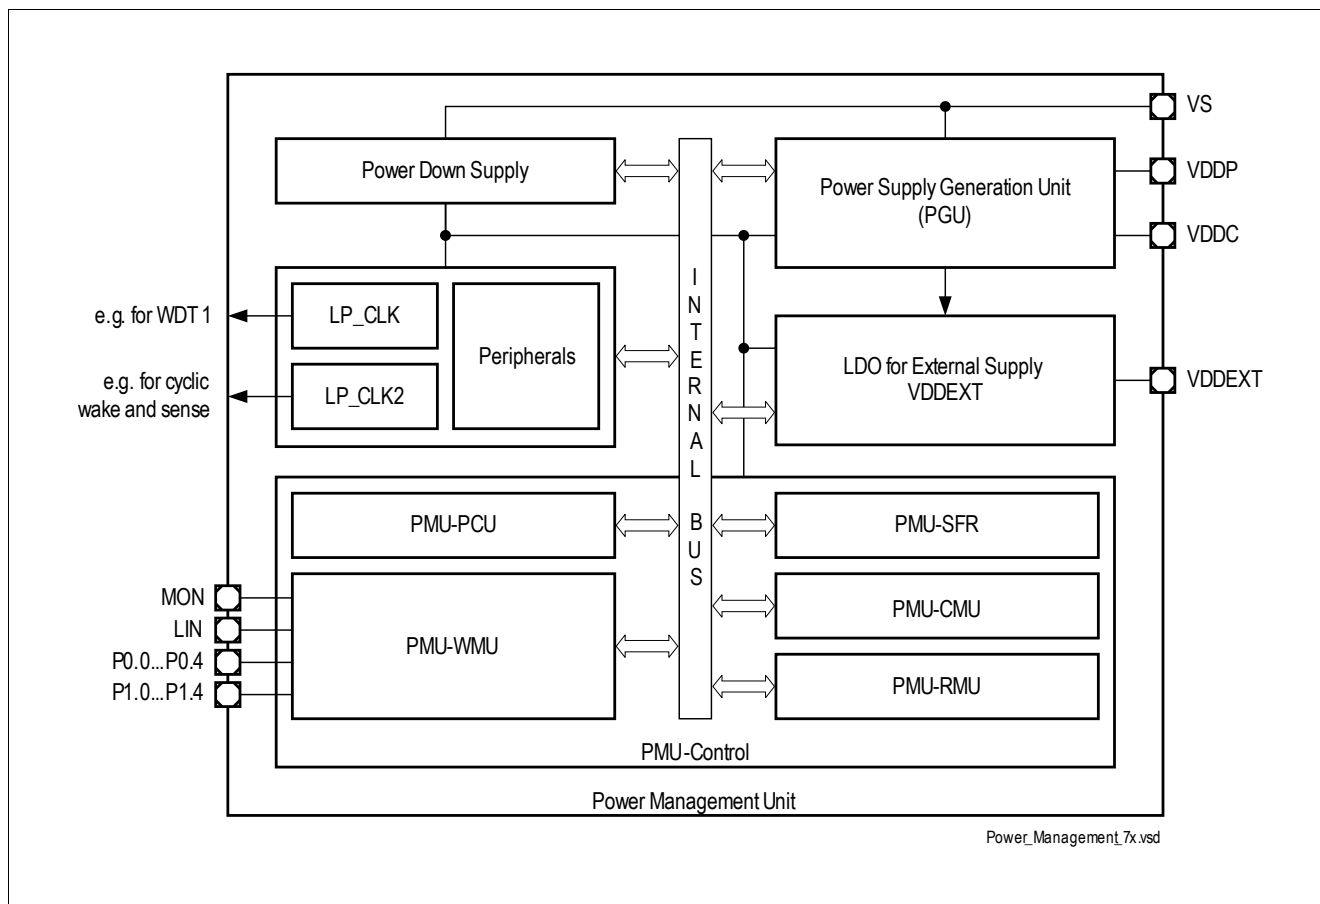 VS
Power Down Supply
Power Supply Generation Unit
(PGU)
VDDP
VDDC
INTERNAL BUS
e.g. for WDT 1
LP_CLK
Peripherals
LDO for External Supply
VDDEXT
VDDEXT
e.g. for cyclic
wake and sense
LP_CLK2
PMU-PCU
PMU-SFR
MON
LIN
P0.0...P0.4
P1.0...P1.4
PMU-WMU
PMU-CMU
PMU-RMU
PMU-Control
Power Management Unit
Power_Management_7x.vsd